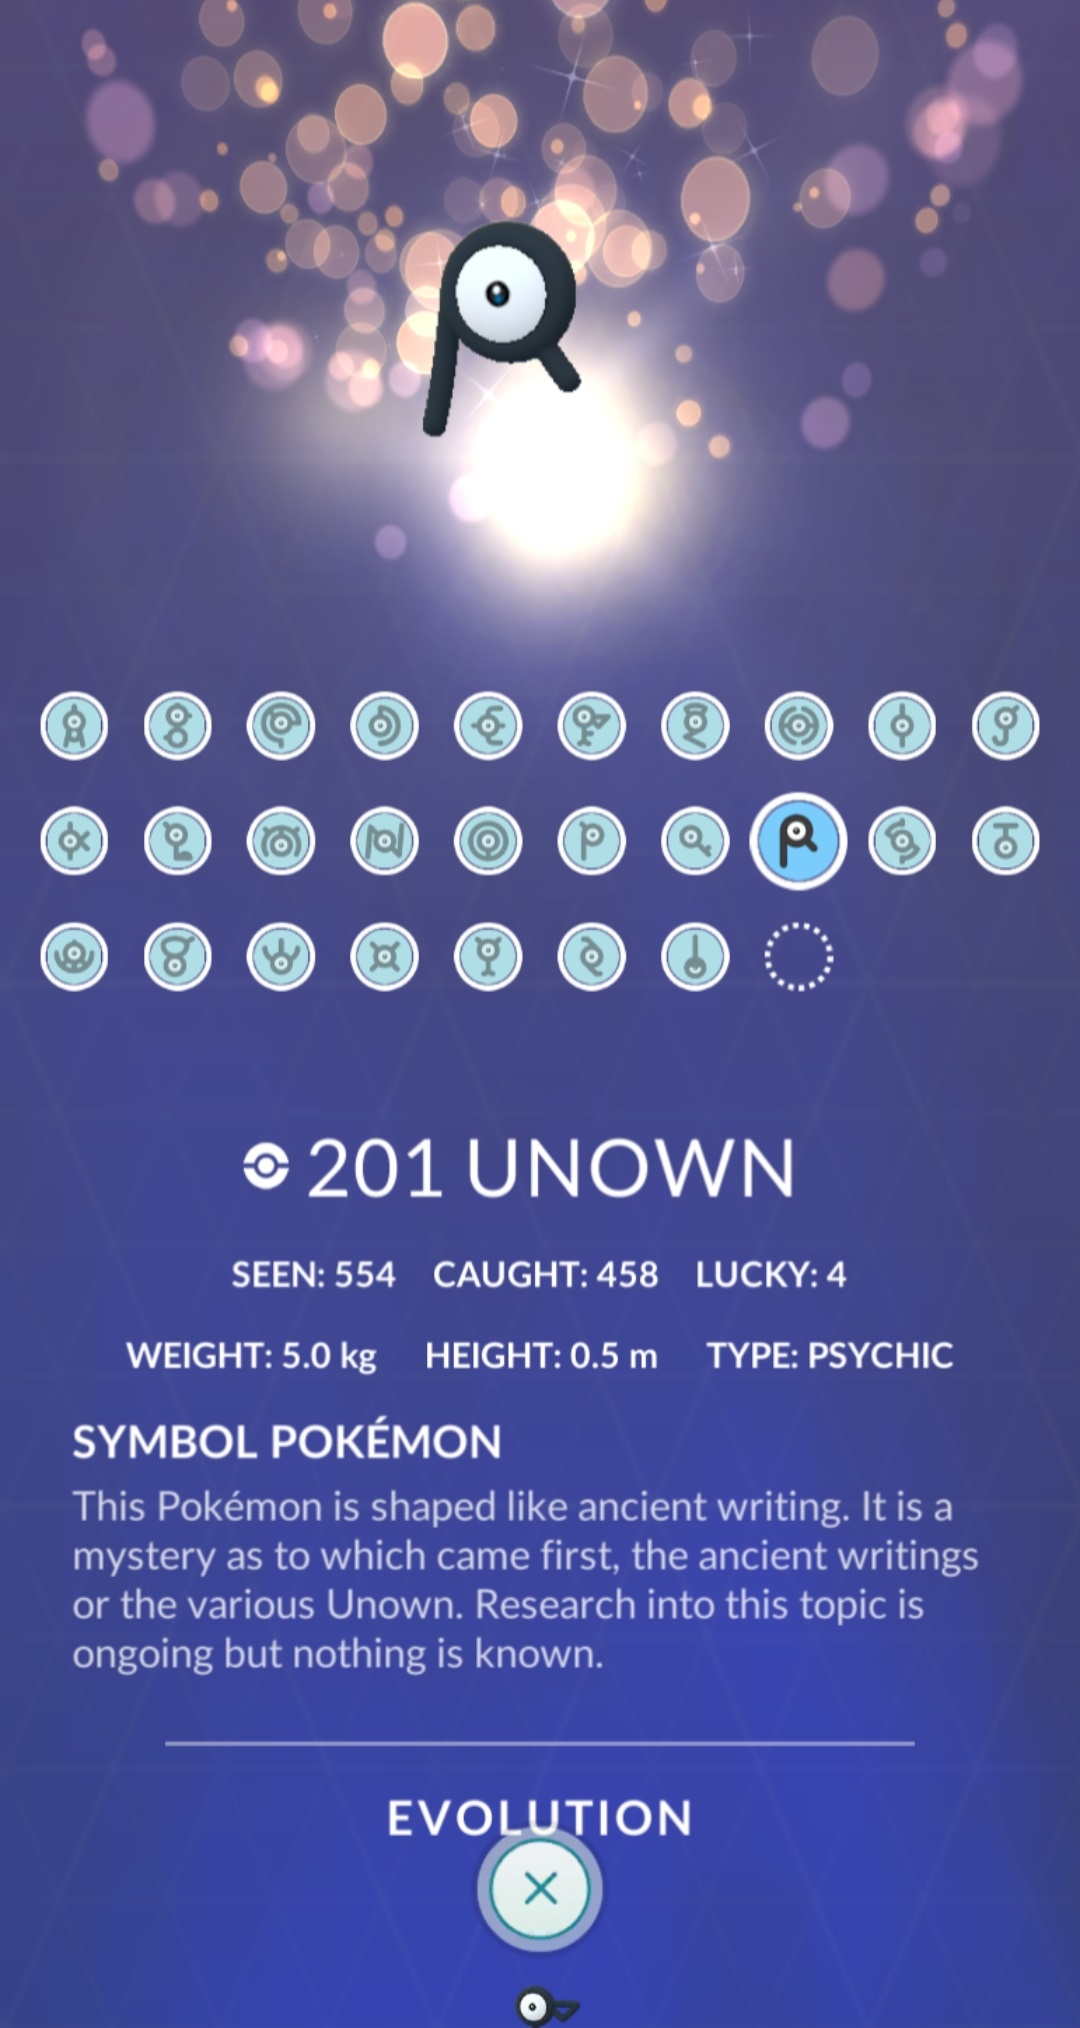 201 UNOWN
SEEN: 554 CAUGHT: 458 LUCKY: 4
WEIGHT: 5.0 kg HEIGHT: 0.5 m TYPE: PSYCHIC
SYMBOL POKÉMON
This Pokémon is shaped like ancient writing. It is a
mystery as to which came first, the ancient writings
or the various Unown. Research into this topic is
ongoing but nothing is known.
EVOLUTION